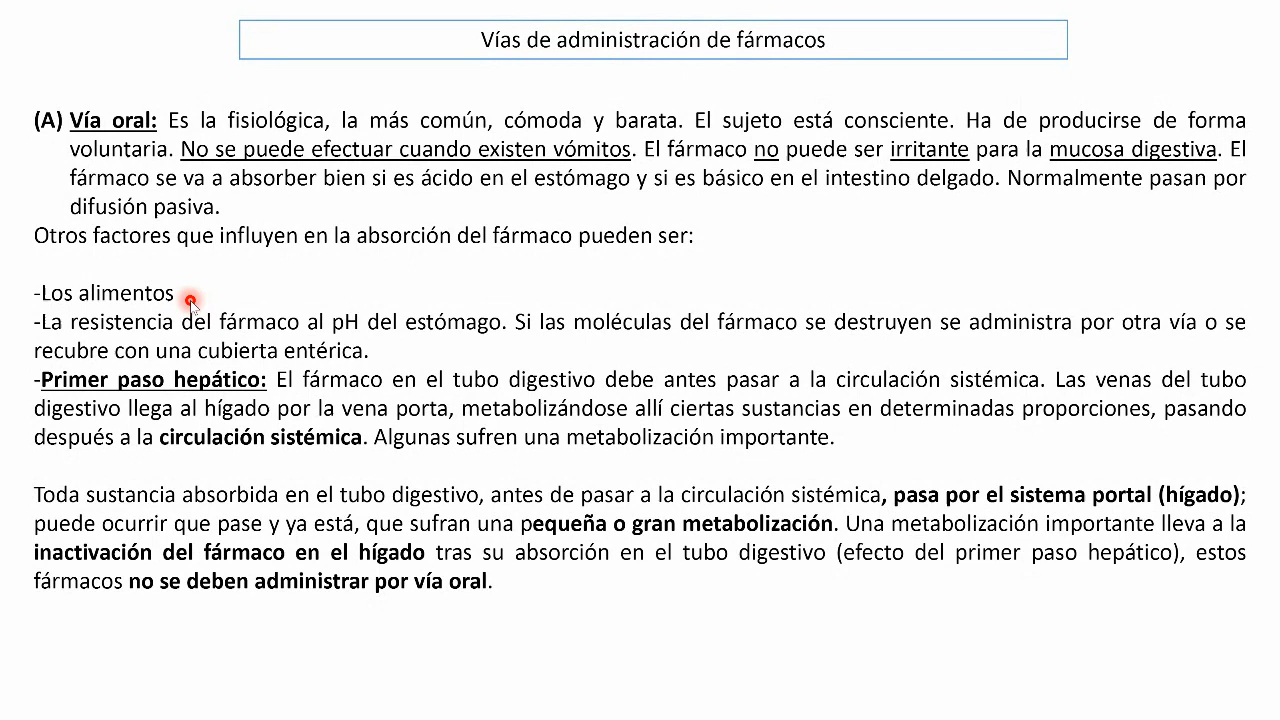 Vías de administración de fármacos
(A) Vía oral: Es la fisiológica, la más común, cómoda y barata. El sujeto está consciente. Ha de producirse de forma
voluntaria. No se puede efectuar cuando existen vómitos. El fármaco no puede ser irritante para la mucosa digestiva. El
fármaco se va a absorber bien si es ácido en el estómago y si es básico en el intestino delgado. Normalmente pasan por
difusión pasiva.
Otros factores que influyen en la absorción del fármaco pueden ser:
-Los alimentos
-La resistencia del fármaco al pH del estómago. Si las moléculas del fármaco se destruyen se administra por otra vía o se
recubre con una cubierta entérica.
-Primer paso hepático: El fármaco en el tubo digestivo debe antes pasar a la circulación sistémica. Las venas del tubo
digestivo llega al hígado por la vena porta, metabolizándose allí ciertas sustancias en determinadas proporciones, pasando
después a la circulación sistémica. Algunas sufren una metabolización importante.
Toda sustancia absorbida en el tubo digestivo, antes de pasar a la circulación sistémica, pasa por el sistema portal (hígado);
puede ocurrir que pase y ya está, que sufran una pequeña o gran metabolización. Una metabolización importante lleva a la
inactivación del fármaco en el hígado tras su absorción en el tubo digestivo (efecto del primer paso hepático), estos
fármacos no se deben administrar por vía oral.